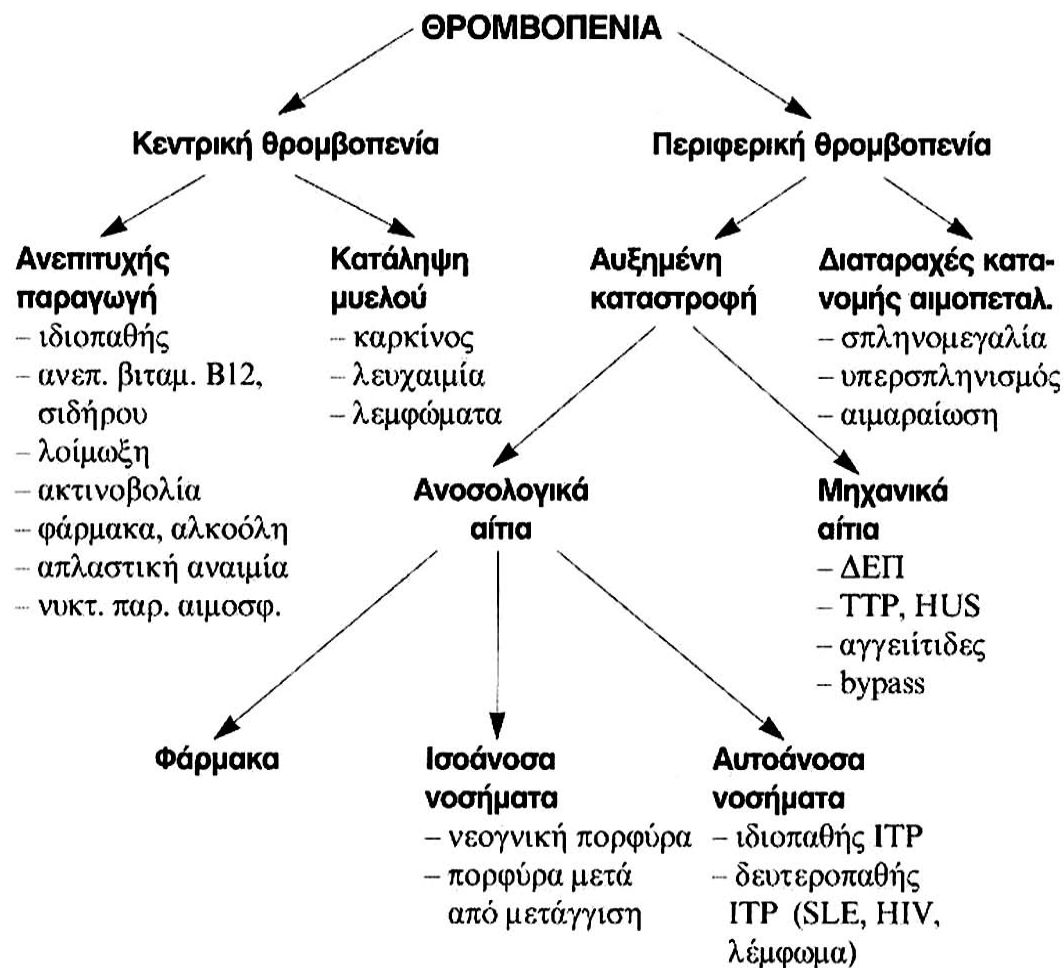 ΘΡΟΜΒΟΠΕΝΙΑ
Κεντρική θρομβοπενία
Περιφερική θρομβοπενία
Ανεπιτυχής
παραγωγή
– ιδιοπαθής
– ανεπ. βιταμ. Β12,
σιδήρου
– λοίμωξη
– ακτινοβολία
– φάρμακα, αλκοόλη
– απλαστική αναιμία
– νυκτ. παρ. αιμοσφ.
Κατάληψη
μυελού
– καρκίνος
– λευχαιμία
– λεμφώματα
Αυξημένη
καταστροφή
Διαταραχές κατα-
νομής αιμοπεταλ.
– σπληνομεγαλία
– υπερσπληνισμός
– αιμαραίωση
Ανοσολογικά
αίτια
Μηχανικά
αίτια
– ΔΕΠ
– TTP, HUS
– αγγειίτιδες
– bypass
Φάρμακα
Ισοάνοσα
νοσήματα
– νεογνική πορφύρα
– πορφύρα μετά
από μετάγγιση
Αυτοάνοσα
νοσήματα
– ιδιοπαθής ITP
– δευτεροπαθής
ITP (SLE, HIV,
λέμφωμα)